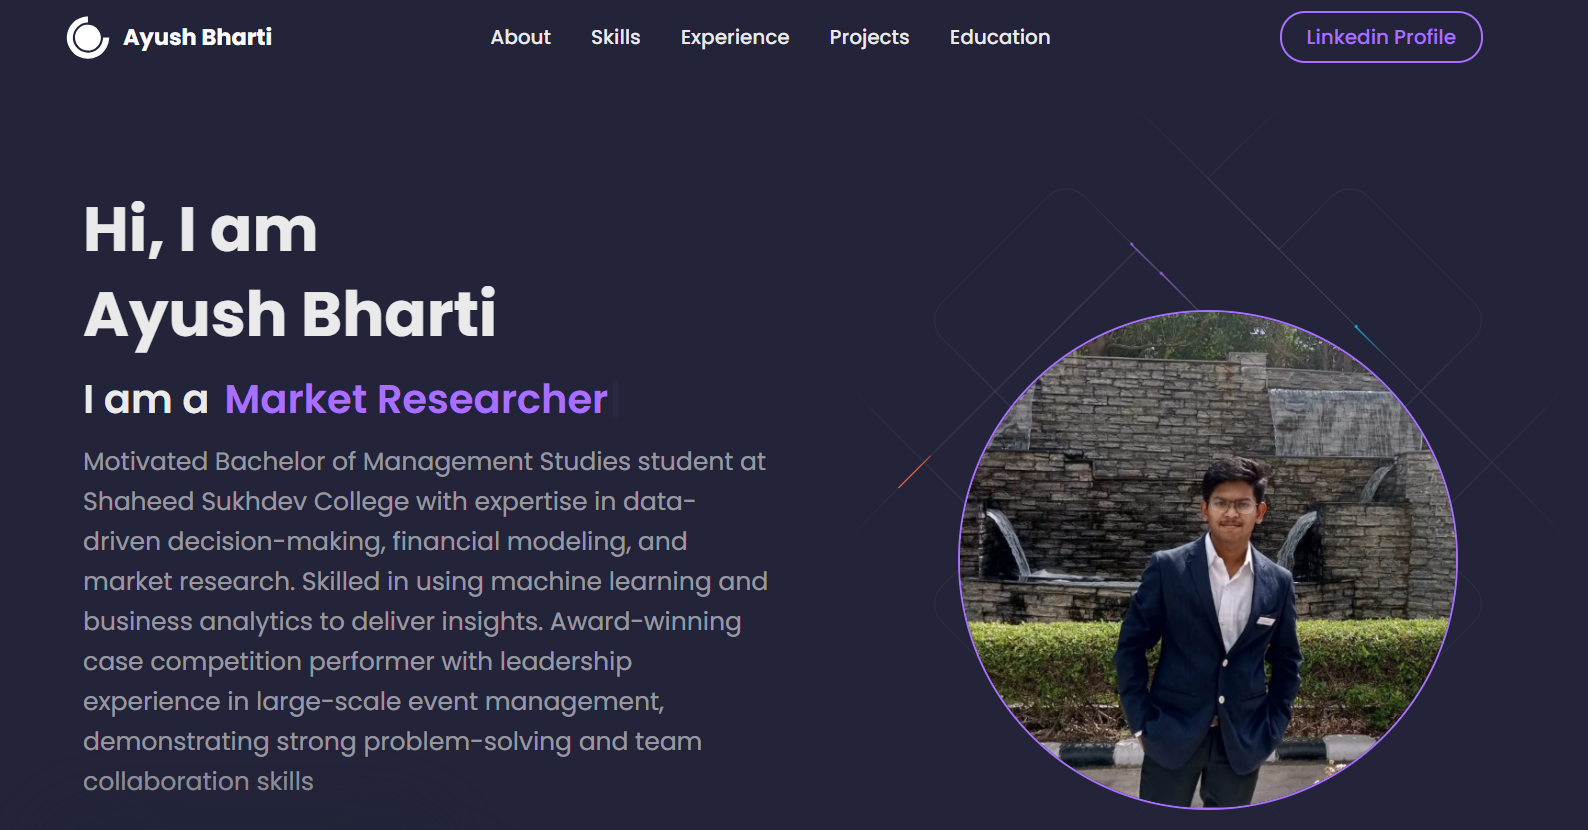 Ayush Bharti
About Skills Experience Projects Education
Linkedin Profile
Hi, I am
Ayush Bharti
I am a Market Researcher
Motivated Bachelor of Management Studies student at
Shaheed Sukhdev College with expertise in data-
driven decision-making, financial modeling, and
market research. Skilled in using machine learning and
business analytics to deliver insights. Award-winning
case competition performer with leadership
experience in large-scale event management,
demonstrating strong problem-solving and team
collaboration skills